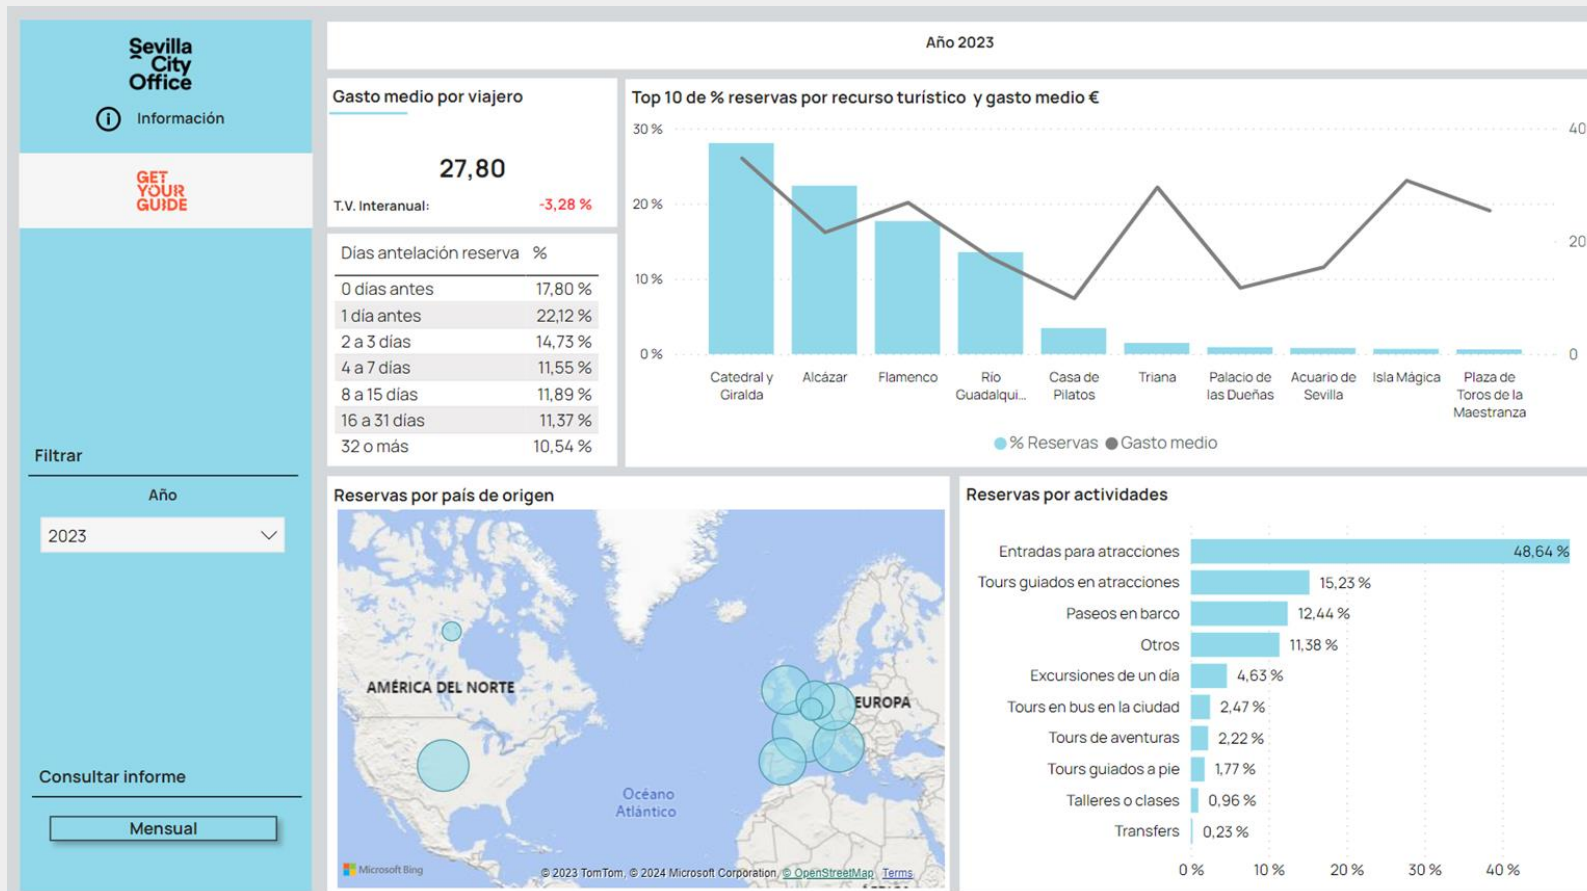 Sevilla
City
Office
Información
GET
YOUR
GUIDE
Filtrar
Año
2023
Consultar informe
Mensual
Año 2023
Gasto medio por viajero
27,80
T.V. Interanual: -3,28 %
Días antelación reserva %
0 días antes 17,80 %
1 día antes 22,12 %
2 a 3 días 14,73 %
4 a 7 días 11,55 %
8 a 15 días 11,89 %
16 a 31 días 11,37 %
32 o más 10,54 %
Top 10 de % reservas por recurso turístico y gasto medio €
30 %
20 %
10 %
0 %
40
20
0
Catedral y
Giralda
Alcázar
Flamenco
Río
Guadalqui...
Casa de
Pilatos
Triana
Palacio de
las Dueñas
Acuario de
Sevilla
Isla Mágica
Plaza de
Toros de la
Maestranza
% Reservas Gasto medio
Reservas por país de origen
AMÉRICA DEL NORTE
EUROPA
Océano
Atlántico
Microsoft Bing
© 2023 TomTom, © 2024 Microsoft Corporation, © OpenStreetMap Terms
Reservas por actividades
Entradas para atracciones 48,64 %
Tours guiados en atracciones 15,23 %
Paseos en barco 12,44 %
Otros 11,38 %
Excursiones de un día 4,63 %
Tours en bus en la ciudad 2,47 %
Tours de aventuras 2,22 %
Tours guiados a pie 1,77 %
Talleres o clases 0,96 %
Transfers 0,23 %
0 % 10 % 20 % 30 % 40 %